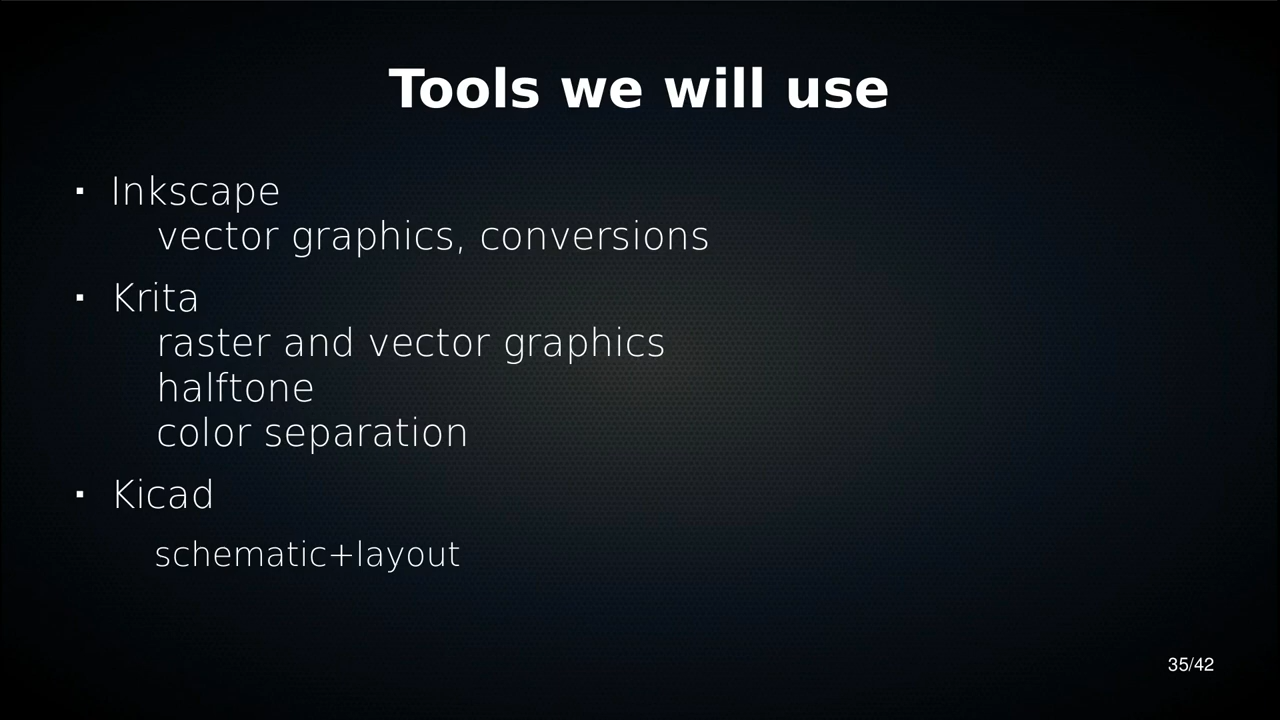 Tools we will use
▪ Inkscape
vector graphics, conversions
▪ Krita
raster and vector graphics
halftone
color separation
▪ Kicad
schematic+layout
35/42